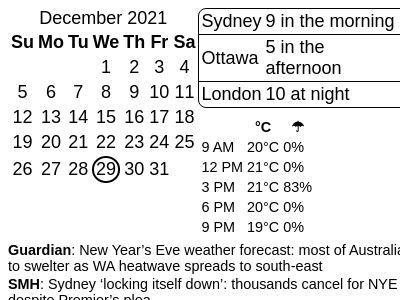 December 2021
Su Mo Tu We Th Fr Sa
1 2 3 4
5 6 7 8 9 10 11
12 13 14 15 16 17 18
19 20 21 22 23 24 25
26 27 28 29 30 31
Sydney 9 in the morning
Ottawa 5 in the
afternoon
London 10 at night
°C ☂
9 AM 20°C 0%
12 PM 21°C 0%
3 PM 21°C 83%
6 PM 20°C 0%
9 PM 19°C 0%
Guardian: New Year’s Eve weather forecast: most of Australia
to swelter as WA heatwave spreads to south-east
SMH: Sydney ‘locking itself down’: thousands cancel for NYE
despite Premier’s plea